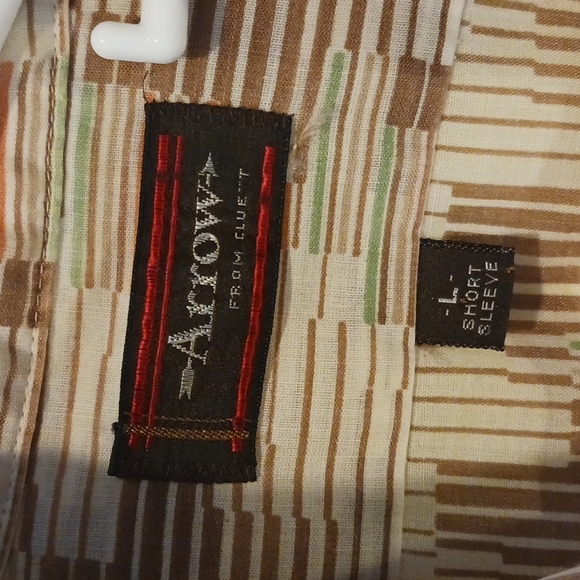 Arrow
FROM CLUETT
- L -
SHORT
SLEEVE